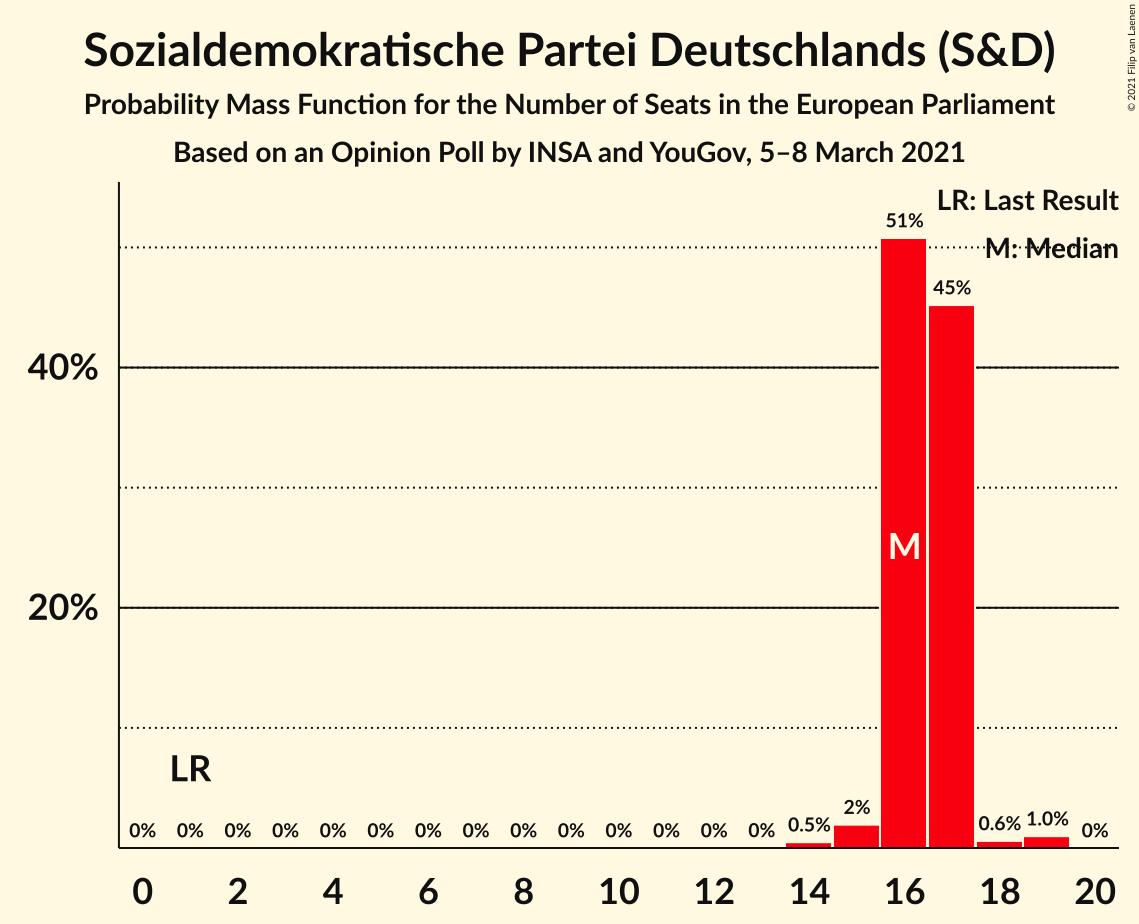 Sozialdemokratische Partei Deutschlands (S&D)
Probability Mass Function for the Number of Seats in the European Parliament
Based on an Opinion Poll by INSA and YouGov, 5–8 March 2021
© 2021 Filip van Laenen
LR: Last Result
M: Median
51%
45%
40%
M
20%
LR
0% 0% 0% 0% 0% 0% 0% 0% 0% 0% 0% 0% 0% 0% 0.5% 2% 0.6% 1.0% 0%
0 2 4 6 8 10 12 14 16 18 20